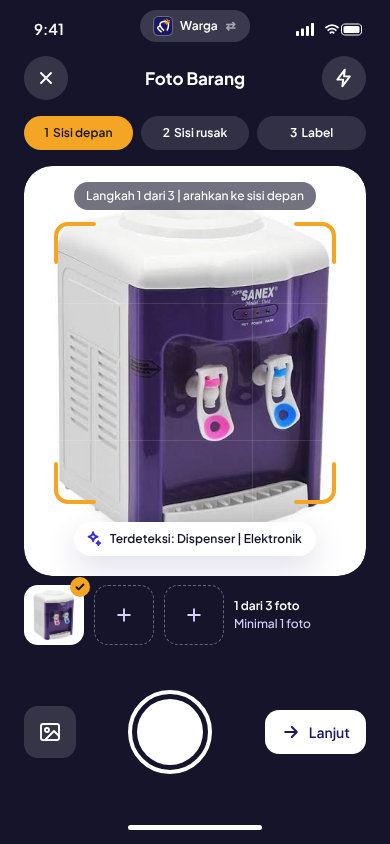 9:41
Warga
Foto Barang
1 Sisi depan
2 Sisi rusak
3 Label
Langkah 1 dari 3 | arahkan ke sisi depan
SANEX
Terdeteksi: Dispenser | Elektronik
1 dari 3 foto
Minimal 1 foto
Lanjut